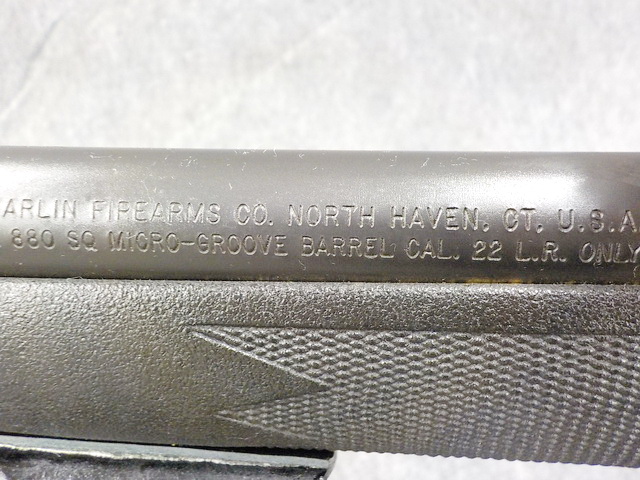 ARLIN FIREARMS CO. NORTH HAVEN, CT. U.S.A.
880 SQ MICRO-GROOVE BARREL CAL. 22 L.R. ONLY